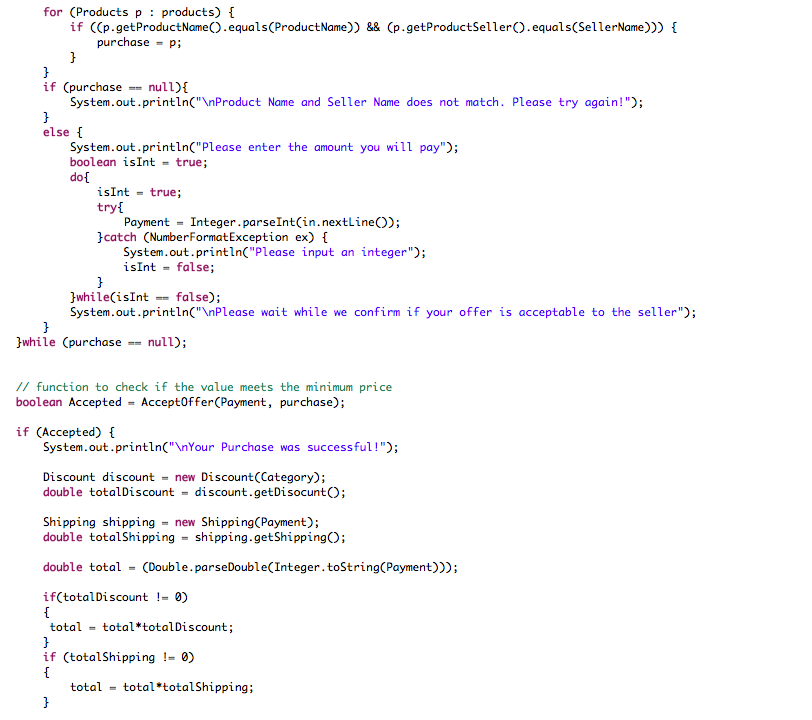 for (Products p : products) {
if ((p.getProductName().equals(ProductName)) && (p.getProductSeller().equals(SellerName))) {
purchase = p;
}
}
if (purchase == null){
System.out.println("\nProduct Name and Seller Name does not match. Please try again!");
}
else {
System.out.println("Please enter the amount you will pay");
boolean isInt = true;
do{
isInt = true;
try{
Payment = Integer.parseInt(in.nextLine());
}catch (NumberFormatException ex) {
System.out.println("Please input an integer");
isInt = false;
}
}while(isInt == false);
System.out.println("\nPlease wait while we confirm if your offer is acceptable to the seller");
}
}while (purchase == null);
// function to check if the value meets the minimum price
boolean Accepted = AcceptOffer(Payment, purchase);
if (Accepted) {
System.out.println("\nYour Purchase was successful!");
Discount discount = new Discount(Category);
double totalDiscount = discount.getDisocunt();
Shipping shipping = new Shipping(Payment);
double totalShipping = shipping.getShipping();
double total = (Double.parseDouble(Integer.toString(Payment)));
if(totalDiscount != 0)
{
total = total*totalDiscount;
}
if (totalShipping != 0)
{
total = total*totalShipping;
}